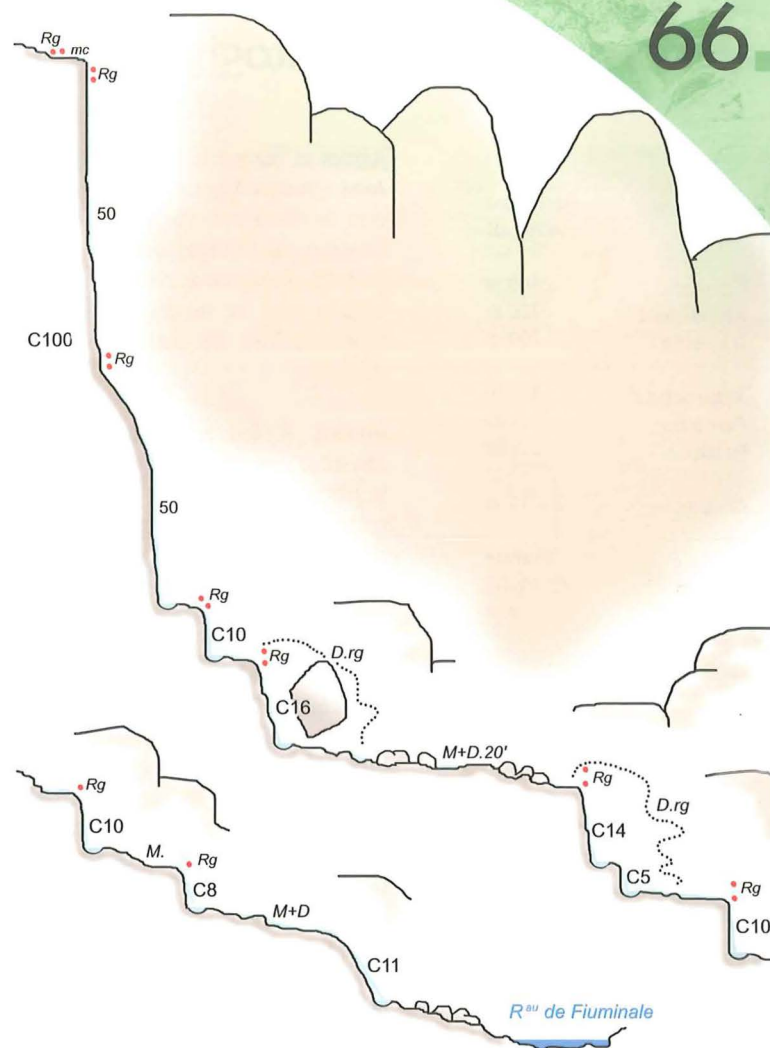 66
Rg
mc
Rg
50
C100
Rg
50
Rg
C10
Rg
D.rg
C16
M+D.20'
Rg
D.rg
C14
C5
Rg
C10
Rg
C10
M.
Rg
C8
M+D
C11
Rau de Fiuminale